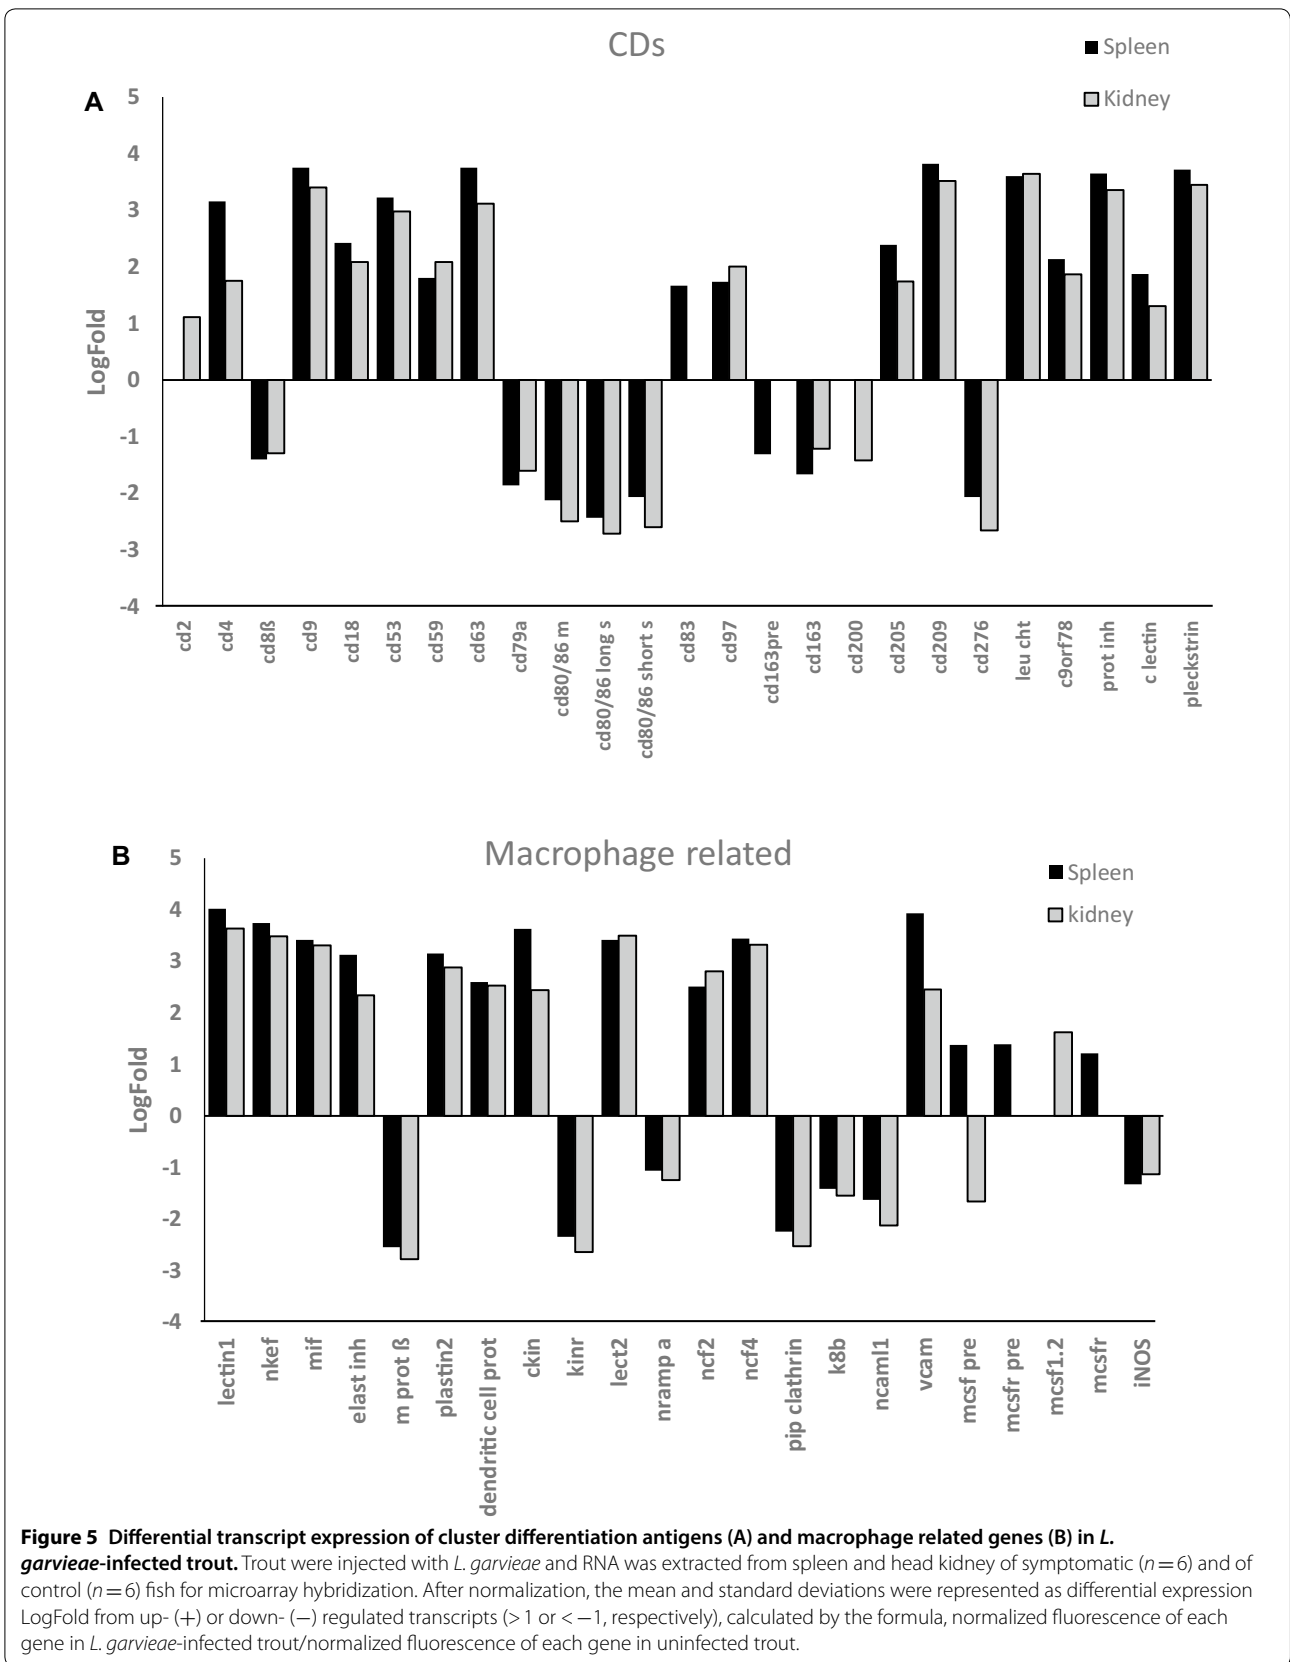 CDs
Spleen
Kidney
A
5
4
3
2
1
0
-1
-2
-3
-4
LogFold
cd2
cd4
cd8ß
cd9
cd18
cd53
cd59
cd63
cd79a
cd80/86 m
cd80/86 long s
cd80/86 short s
cd83
cd97
cd163pre
cd163
cd200
cd205
cd209
cd276
leu cht
c9orf78
prot inh
c lectin
pleckstrin
B
Macrophage related
Spleen
kidney
5
4
3
2
1
0
-1
-2
-3
-4
LogFold
lectin1
nkef
mif
elast inh
m prot ß
plastin2
dendritic cell prot
ckin
kinr
lect2
nramp a
ncf2
ncf4
pip clathrin
k8b
ncaml1
vcam
mcsf pre
mcsfr pre
mcsf1.2
mcsfr
iNOS
Figure 5 Differential transcript expression of cluster differentiation antigens (A) and macrophage related genes (B) in L.
garvieae-infected trout. Trout were injected with L. garvieae and RNA was extracted from spleen and head kidney of symptomatic (n = 6) and of
control (n = 6) fish for microarray hybridization. After normalization, the mean and standard deviations were represented as differential expression
LogFold from up- (+) or down- (−) regulated transcripts (> 1 or < −1, respectively), calculated by the formula, normalized fluorescence of each
gene in L. garvieae-infected trout/normalized fluorescence of each gene in uninfected trout.